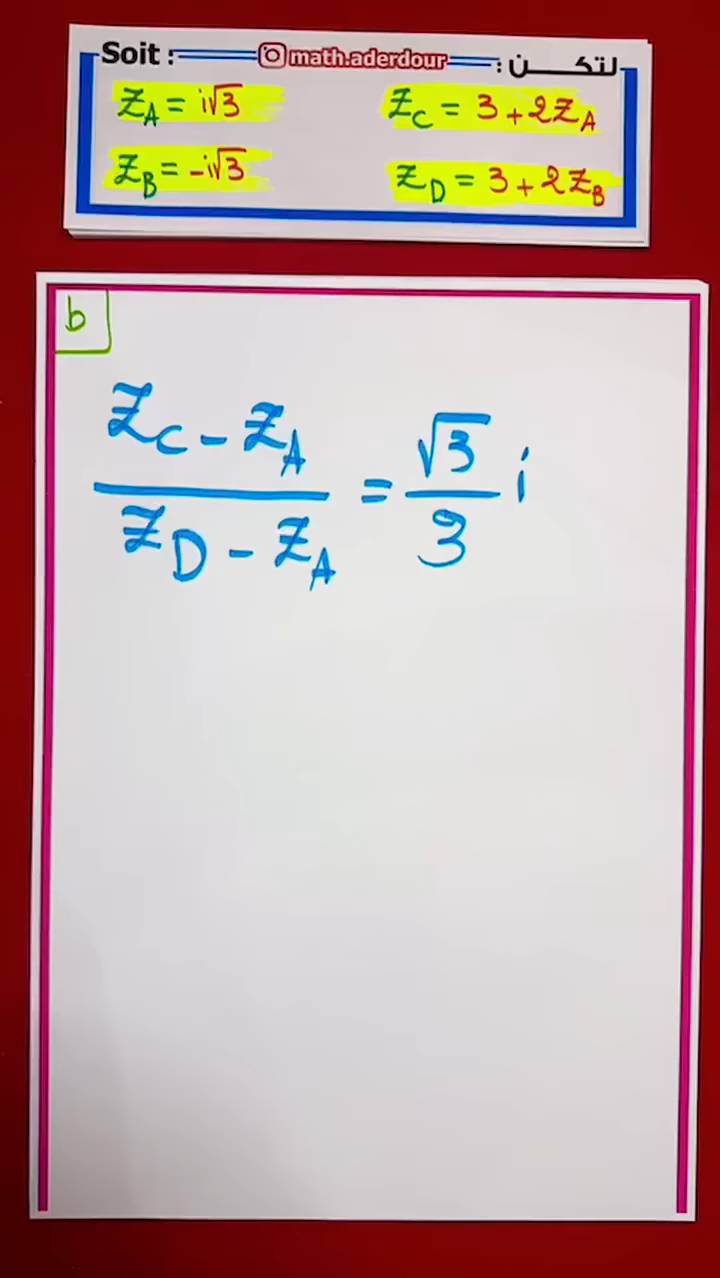 Soit : math.aderdour لتكن :
Z_A = i√3 Z_C = 3 + 2Z_A
Z_B = -i√3 Z_D = 3 + 2Z_B
b
(Z_C - Z_A) / (Z_D - Z_A) = (√3 / 3) i